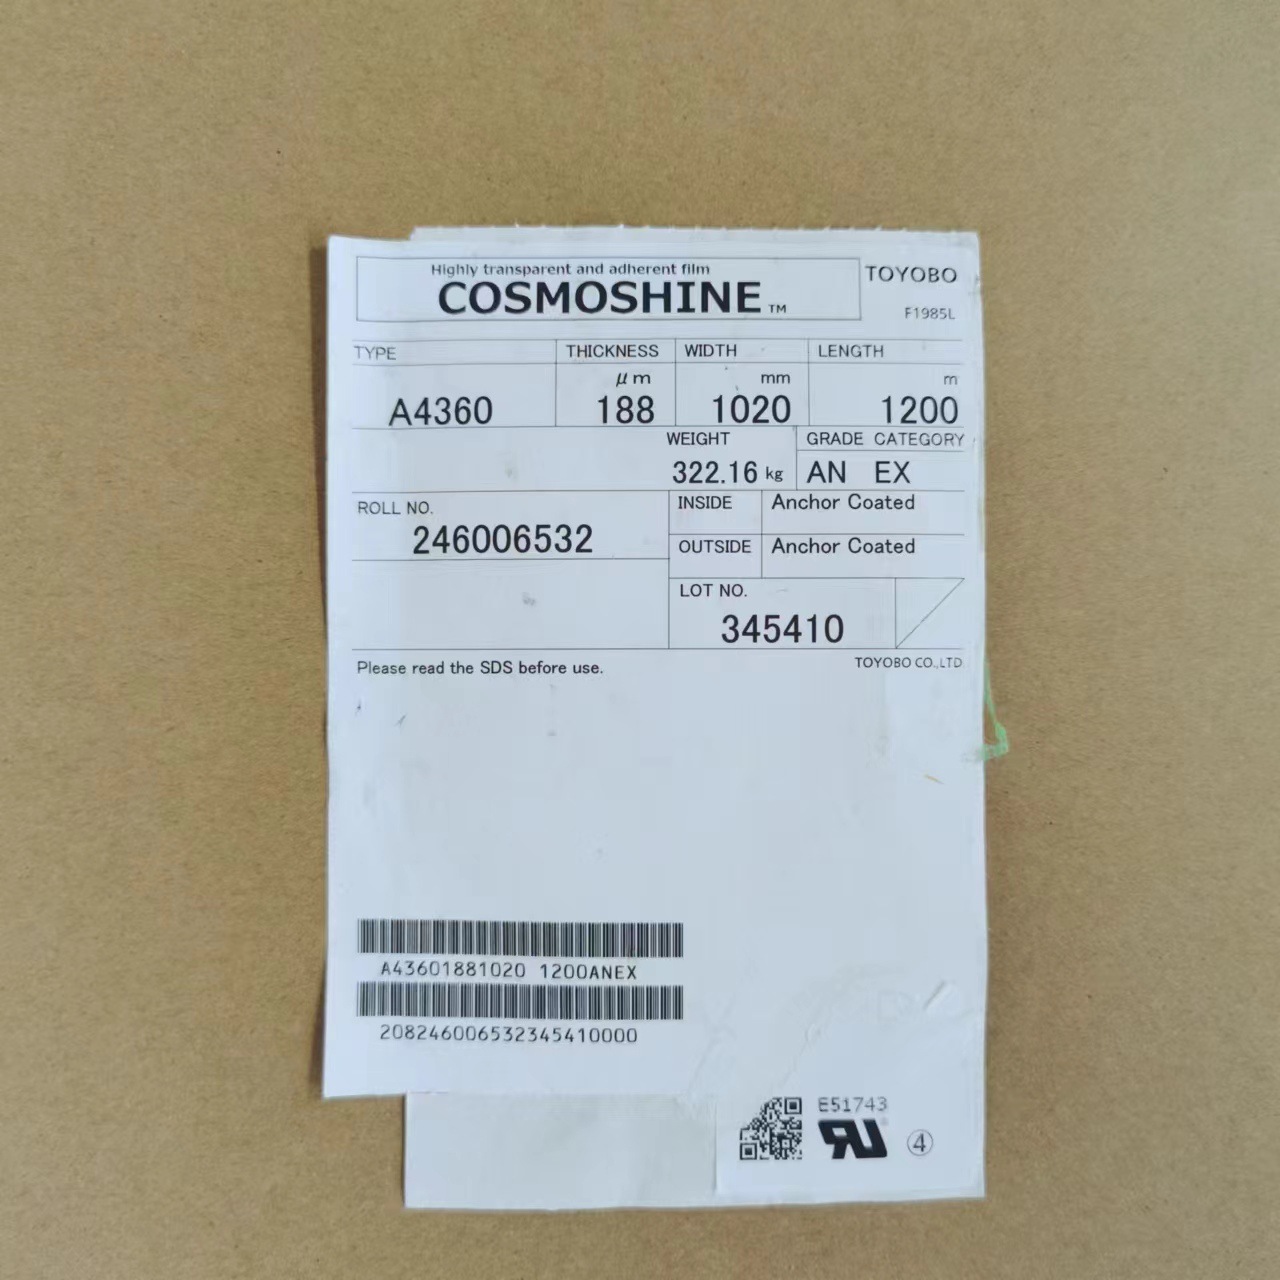 Highly transparent and adherent film
COSMOSHINE™
TOYOBO
F1985L
TYPE THICKNESS WIDTH LENGTH
μm mm m
A4360 188 1020 1200
WEIGHT GRADE CATEGORY
322.16 kg AN EX
ROLL NO. INSIDE Anchor Coated
246006532
OUTSIDE Anchor Coated
LOT NO.
345410
Please read the SDS before use. TOYOBO CO.,LTD
A43601881020 1200ANEX
208246006532345410000
E51743
UR ④